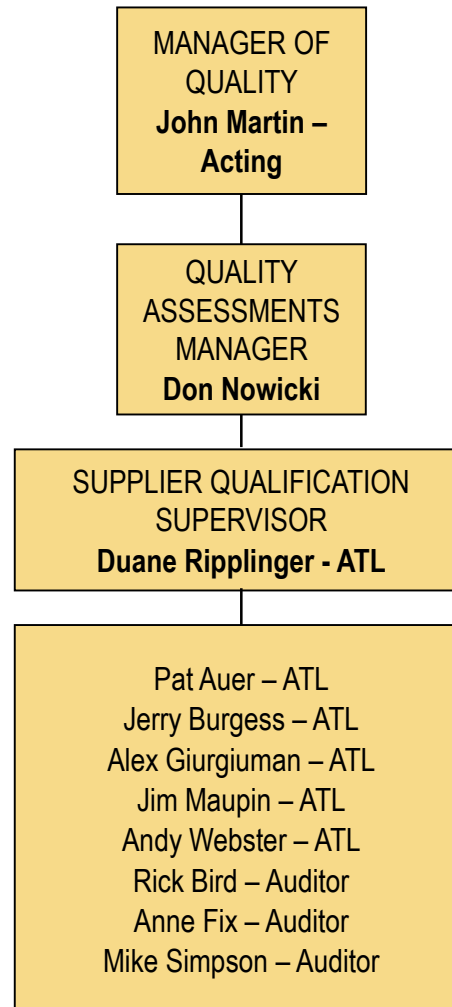 MANAGER OF
QUALITY
John Martin –
Acting
QUALITY
ASSESSMENTS
MANAGER
Don Nowicki
SUPPLIER QUALIFICATION
SUPERVISOR
Duane Ripplinger - ATL
Pat Auer – ATL
Jerry Burgess – ATL
Alex Giurgiuman – ATL
Jim Maupin – ATL
Andy Webster – ATL
Rick Bird – Auditor
Anne Fix – Auditor
Mike Simpson – Auditor